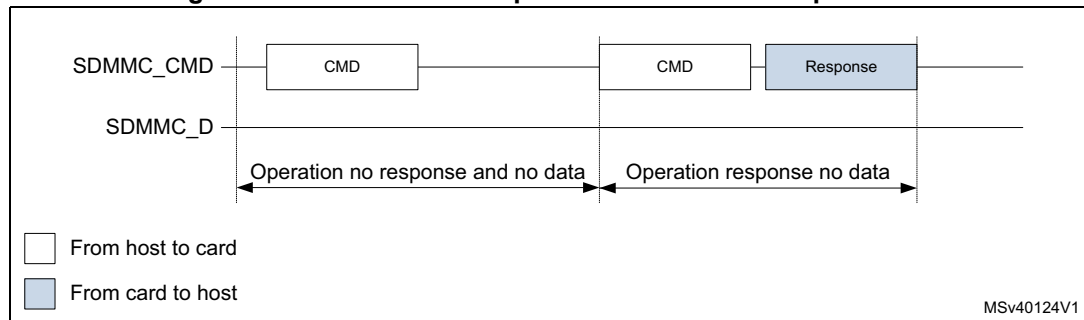 SDMMC_CMD
CMD
CMD
Response
SDMMC_D
Operation no response and no data
Operation response no data
From host to card
From card to host
MSv40124V1